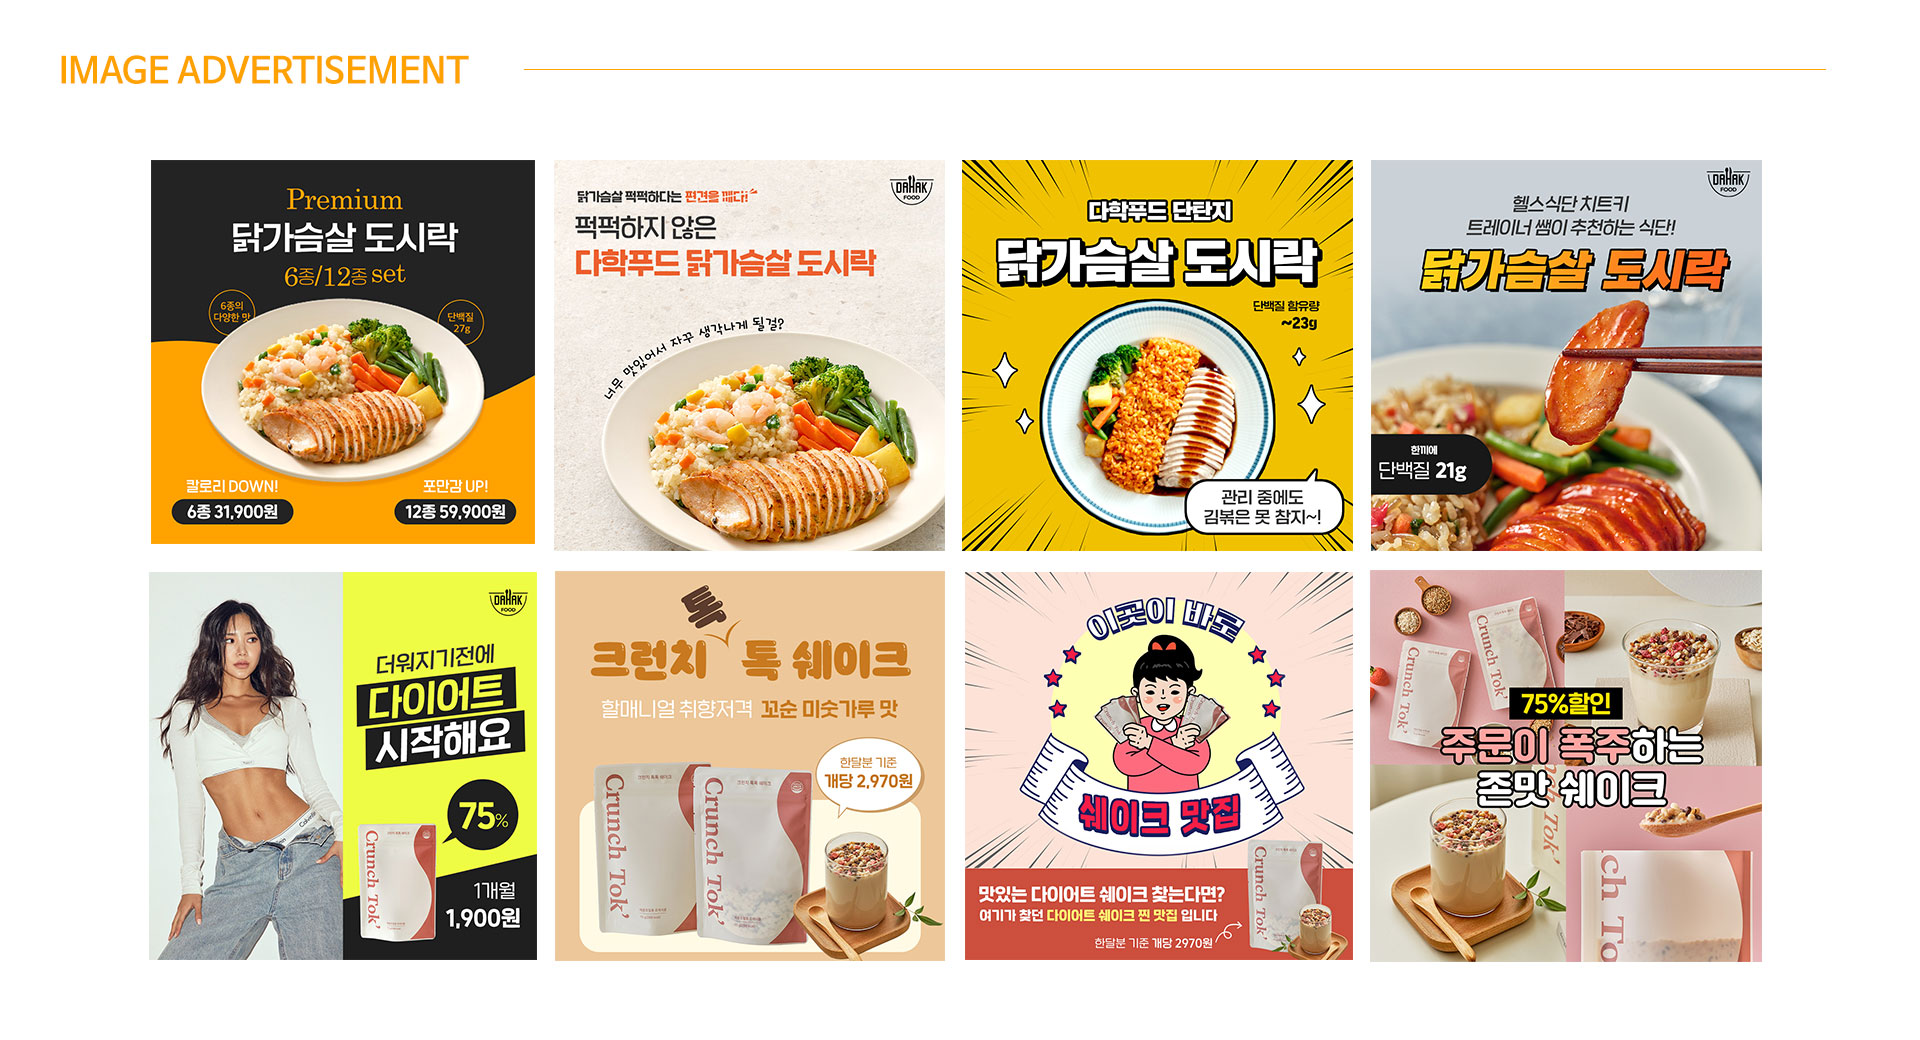 IMAGE ADVERTISEMENT
Premium
닭가슴살 도시락
6종/12종 set
6종의
다양한 맛
단백질
27g
칼로리 DOWN!
6종 31,900원
포만감 UP!
12종 59,900원
닭가슴살 퍽퍽하다는 편견을 깨다!
퍽퍽하지 않은
다학푸드 닭가슴살 도시락
DAHAK
FOOD
너무 맛있어서 자꾸 생각나게 될걸?
다학푸드 단탄지
닭가슴살 도시락
단백질 함유량
~23g
관리 중에도
김볶은 못 참지~!
DAHAK
FOOD
헬스식단 치트키
트레이너 쌤이 추천하는 식단!
닭가슴살 도시락
한끼에
단백질 21g
DAHAK
FOOD
더워지기전에
다이어트
시작해요
75%
Crunch Tok'
1개월
1,900원
톡
크런치 톡 쉐이크
할매니얼 취향저격 꼬순 미숫가루 맛
한달분 기준
개당 2,970원
크런치 톡톡 쉐이크
Crunch Tok'
Crunch Tok'
이곳이 바로
쉐이크 맛집
맛있는 다이어트 쉐이크 찾는다면?
여기가 찾던 다이어트 쉐이크 찐 맛집 입니다
한달분 기준 개당 2970원
Crunch Tok'
Crunch Tok'
Crunch Tok'
75%할인
주문이 폭주하는
존맛 쉐이크